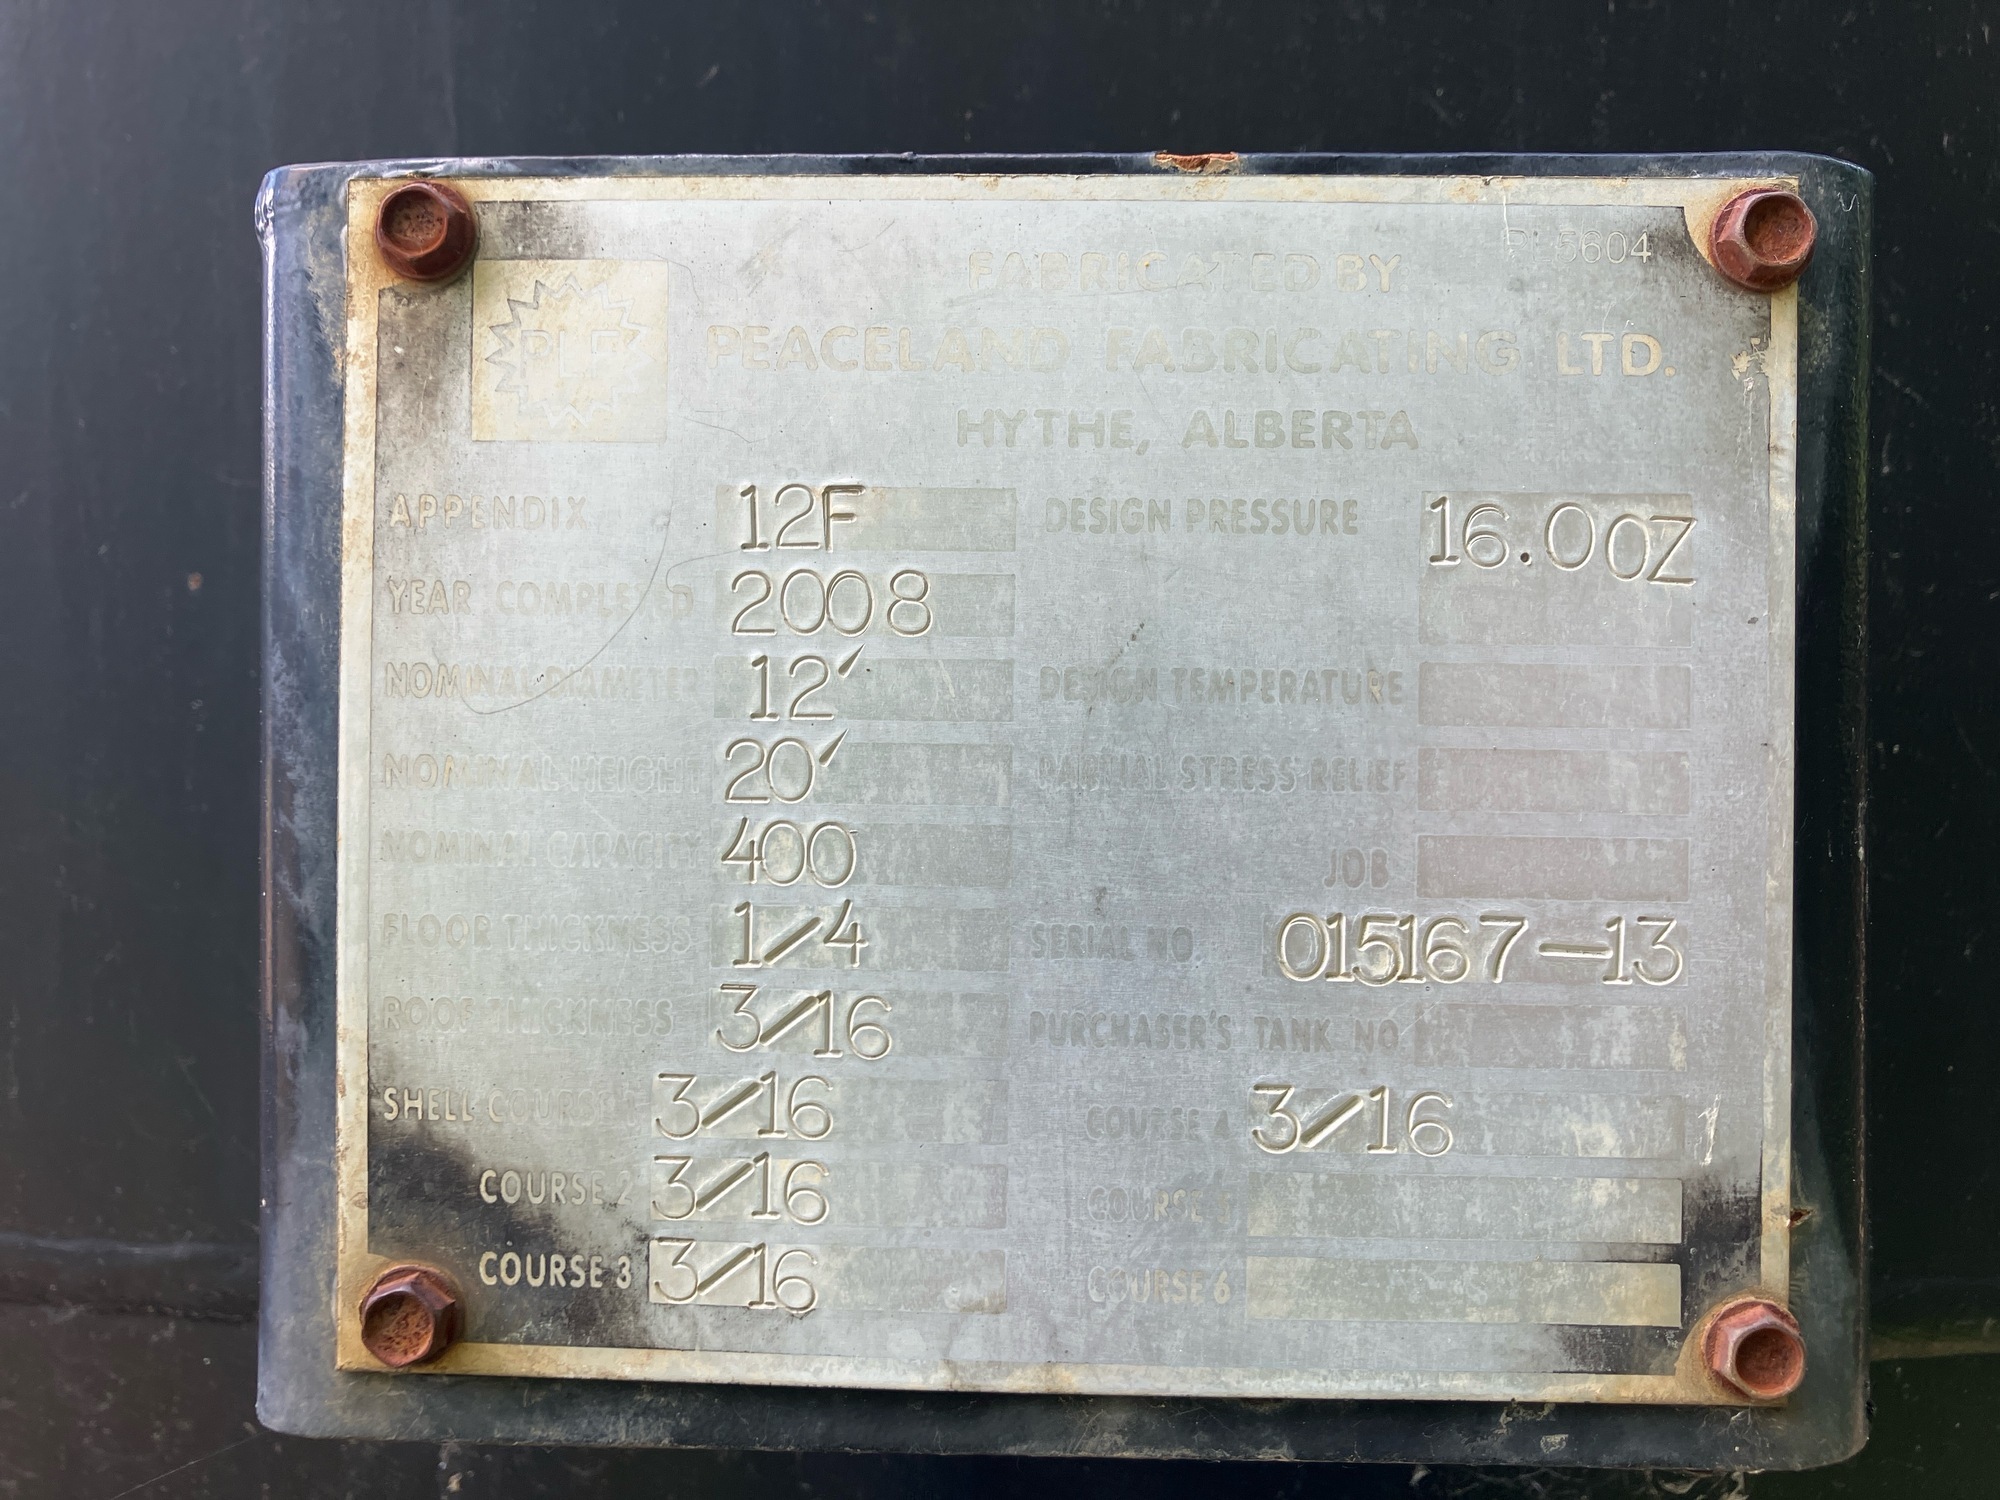 PL5604
FABRICATED BY
PLF PEACELAND FABRICATING LTD.
HYTHE, ALBERTA
APPENDIX 12F DESIGN PRESSURE 16.0 OZ
YEAR COMPLETED 2008
NOMINAL DIAMETER 12' DESIGN TEMPERATURE
NOMINAL HEIGHT 20' PARTIAL STRESS RELIEF
NOMINAL CAPACITY 400 JOB
FLOOR THICKNESS 1/4 SERIAL NO. 015167-13
ROOF THICKNESS 3/16 PURCHASER'S TANK NO.
SHELL COURSE 1 3/16 COURSE 4 3/16
COURSE 2 3/16 COURSE 5
COURSE 3 3/16 COURSE 6